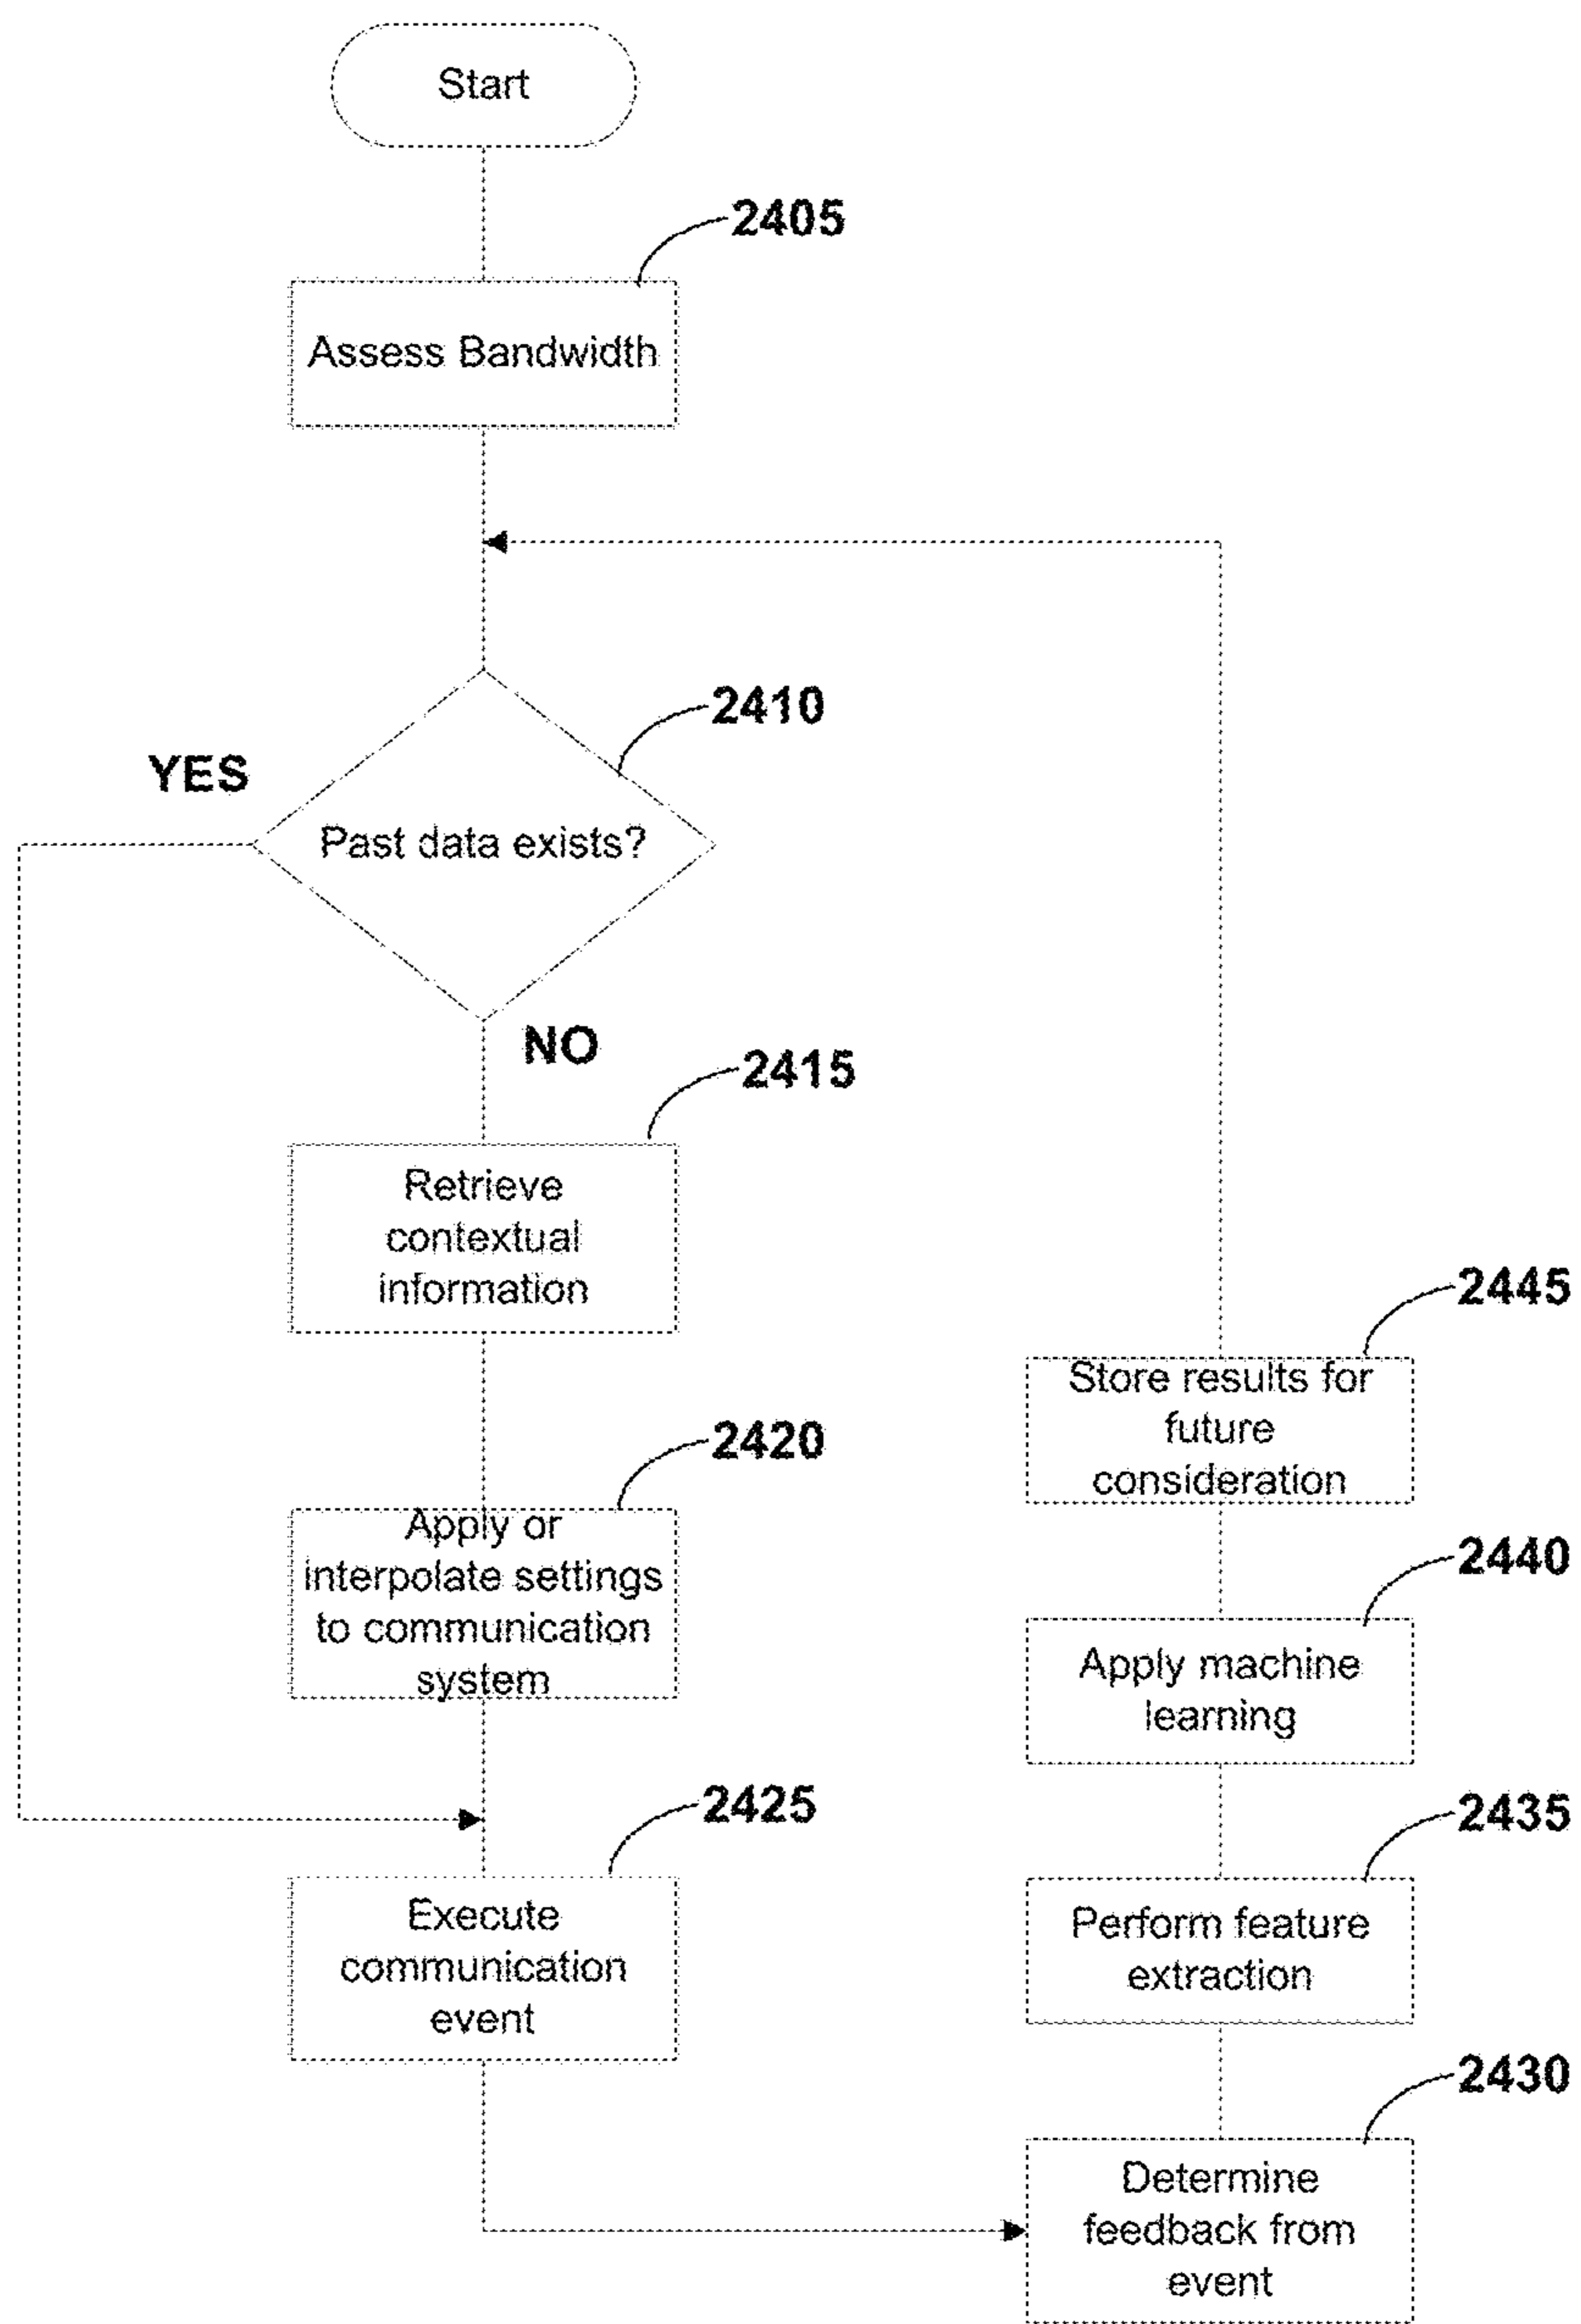 Start
2405
Assess Bandwidth
2410
YES
Past data exists?
NO
2415
Retrieve
contextual
information
2420
Apply or
interpolate settings
to communication
system
2425
Execute
communication
event
2445
Store results for
future
consideration
2440
Apply machine
learning
2435
Perform feature
extraction
2430
Determine
feedback from
event